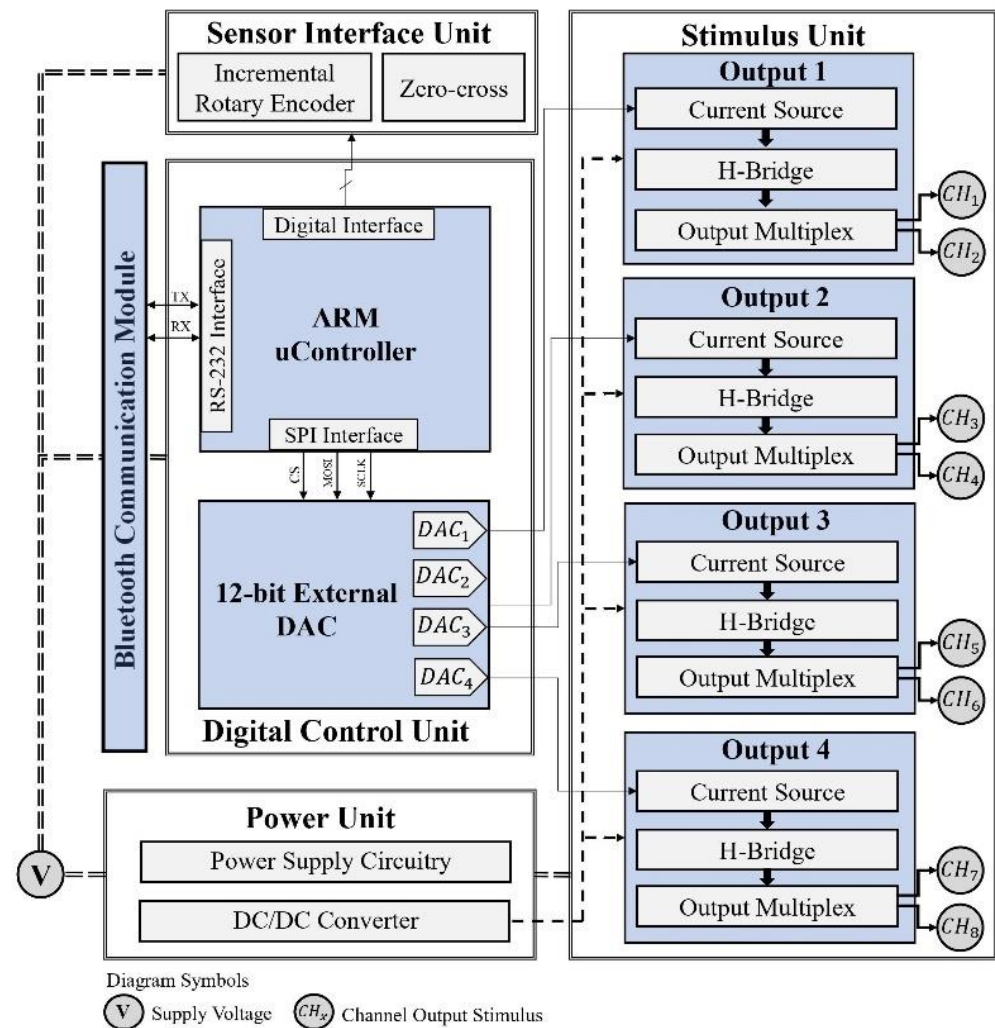 Sensor Interface Unit
Incremental
Rotary Encoder
Zero-cross
Bluetooth Communication Module
TX
RX
Digital Interface
RS-232 Interface
ARM
uController
SPI Interface
CS
MOSI
SCLK
12-bit External
DAC
DAC1
DAC2
DAC3
DAC4
Digital Control Unit
Power Unit
Power Supply Circuitry
DC/DC Converter
V
Stimulus Unit
Output 1
Current Source
H-Bridge
Output Multiplex
CH1
CH2
Output 2
Current Source
H-Bridge
Output Multiplex
CH3
CH4
Output 3
Current Source
H-Bridge
Output Multiplex
CH5
CH6
Output 4
Current Source
H-Bridge
Output Multiplex
CH7
CH8
Diagram Symbols
V Supply Voltage
CHx Channel Output Stimulus